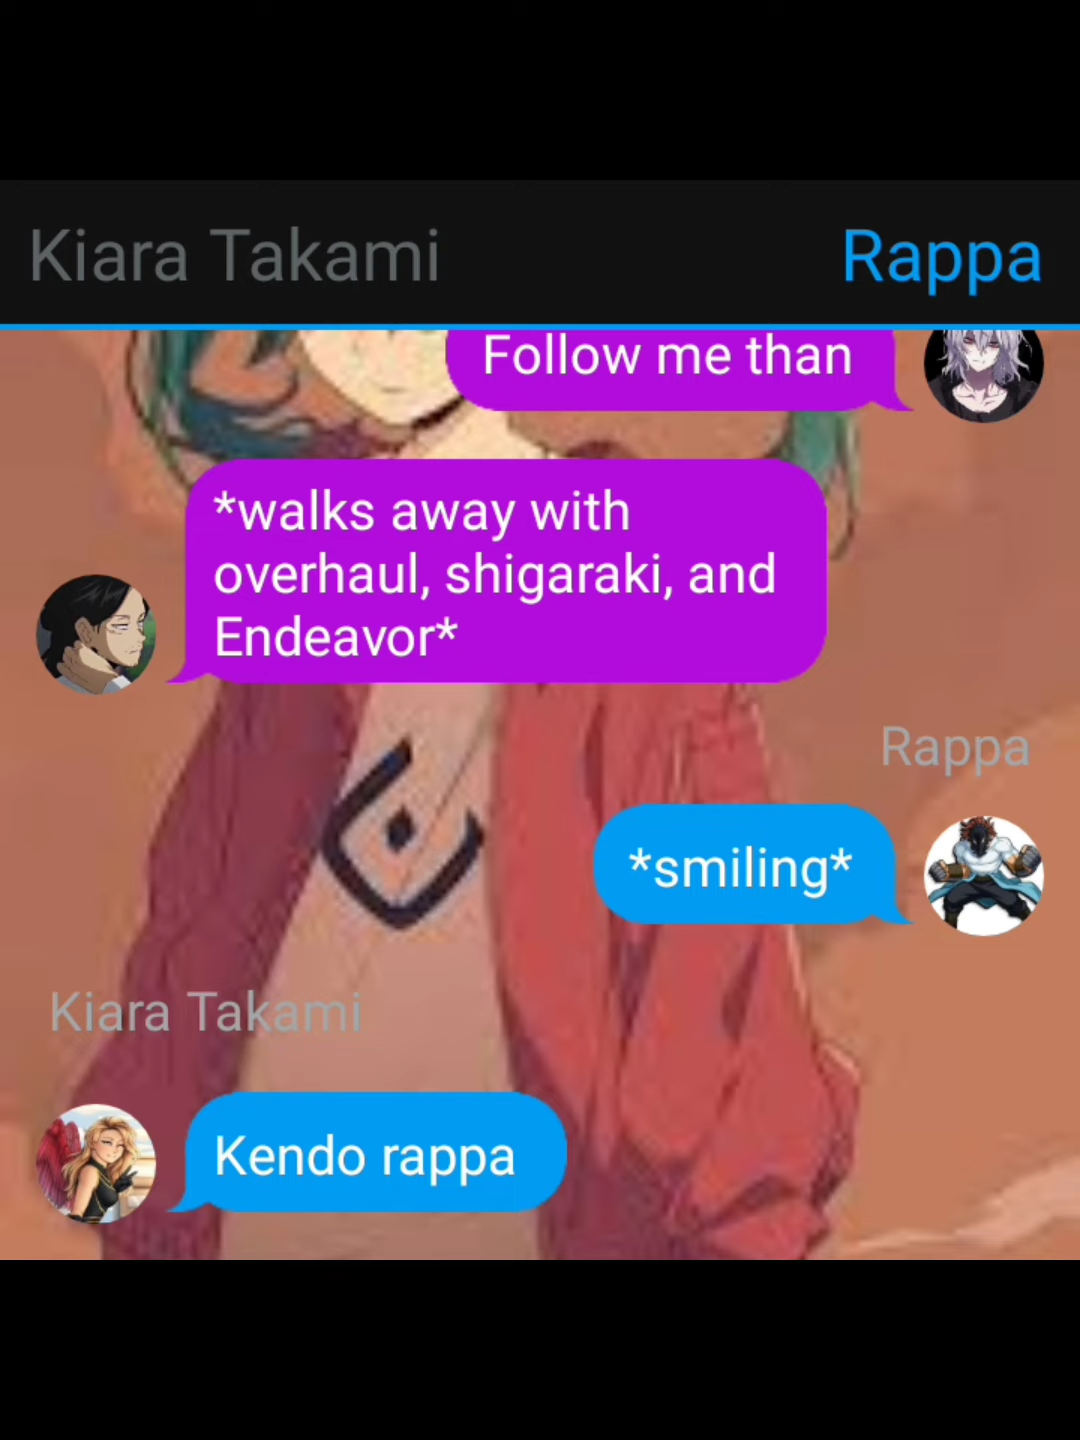 Kiara Takami
Rappa
Follow me than
*walks away with
overhaul, shigaraki, and
Endeavor*
Rappa
*smiling*
Kiara Takami
Kendo rappa